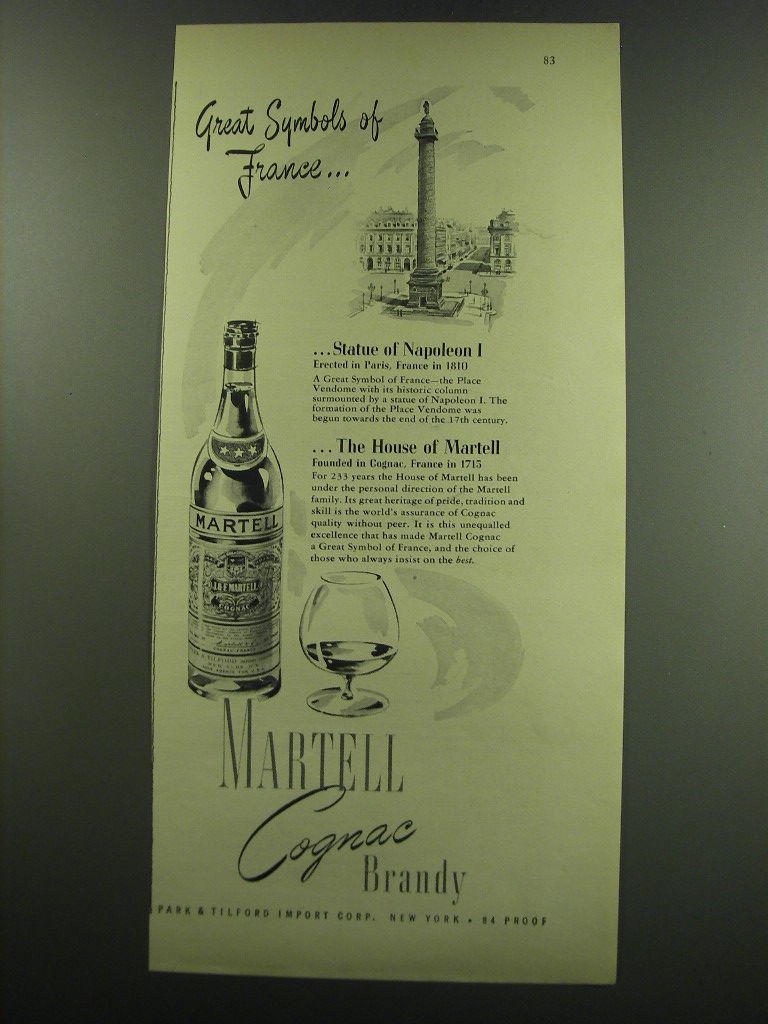 83
Great Symbols of
France...
...Statue of Napoleon I
Erected in Paris, France in 1810
A Great Symbol of France—the Place
Vendome with its historic column
surmounted by a statue of Napoleon I. The
formation of the Place Vendome was
begun towards the end of the 17th century.
...The House of Martell
Founded in Cognac, France in 1715
For 233 years the House of Martell has been
under the personal direction of the Martell
family. Its great heritage of pride, tradition and
skill is the world's assurance of Cognac
quality without peer. It is this unequalled
excellence that has made Martell Cognac
a Great Symbol of France, and the choice of
those who always insist on the best.
MARTELL
J&F MARTELL
COGNAC
COGNAC-FRANCE
MARTELL
Cognac
Brandy
PARK & TILFORD IMPORT CORP. NEW YORK • 84 PROOF